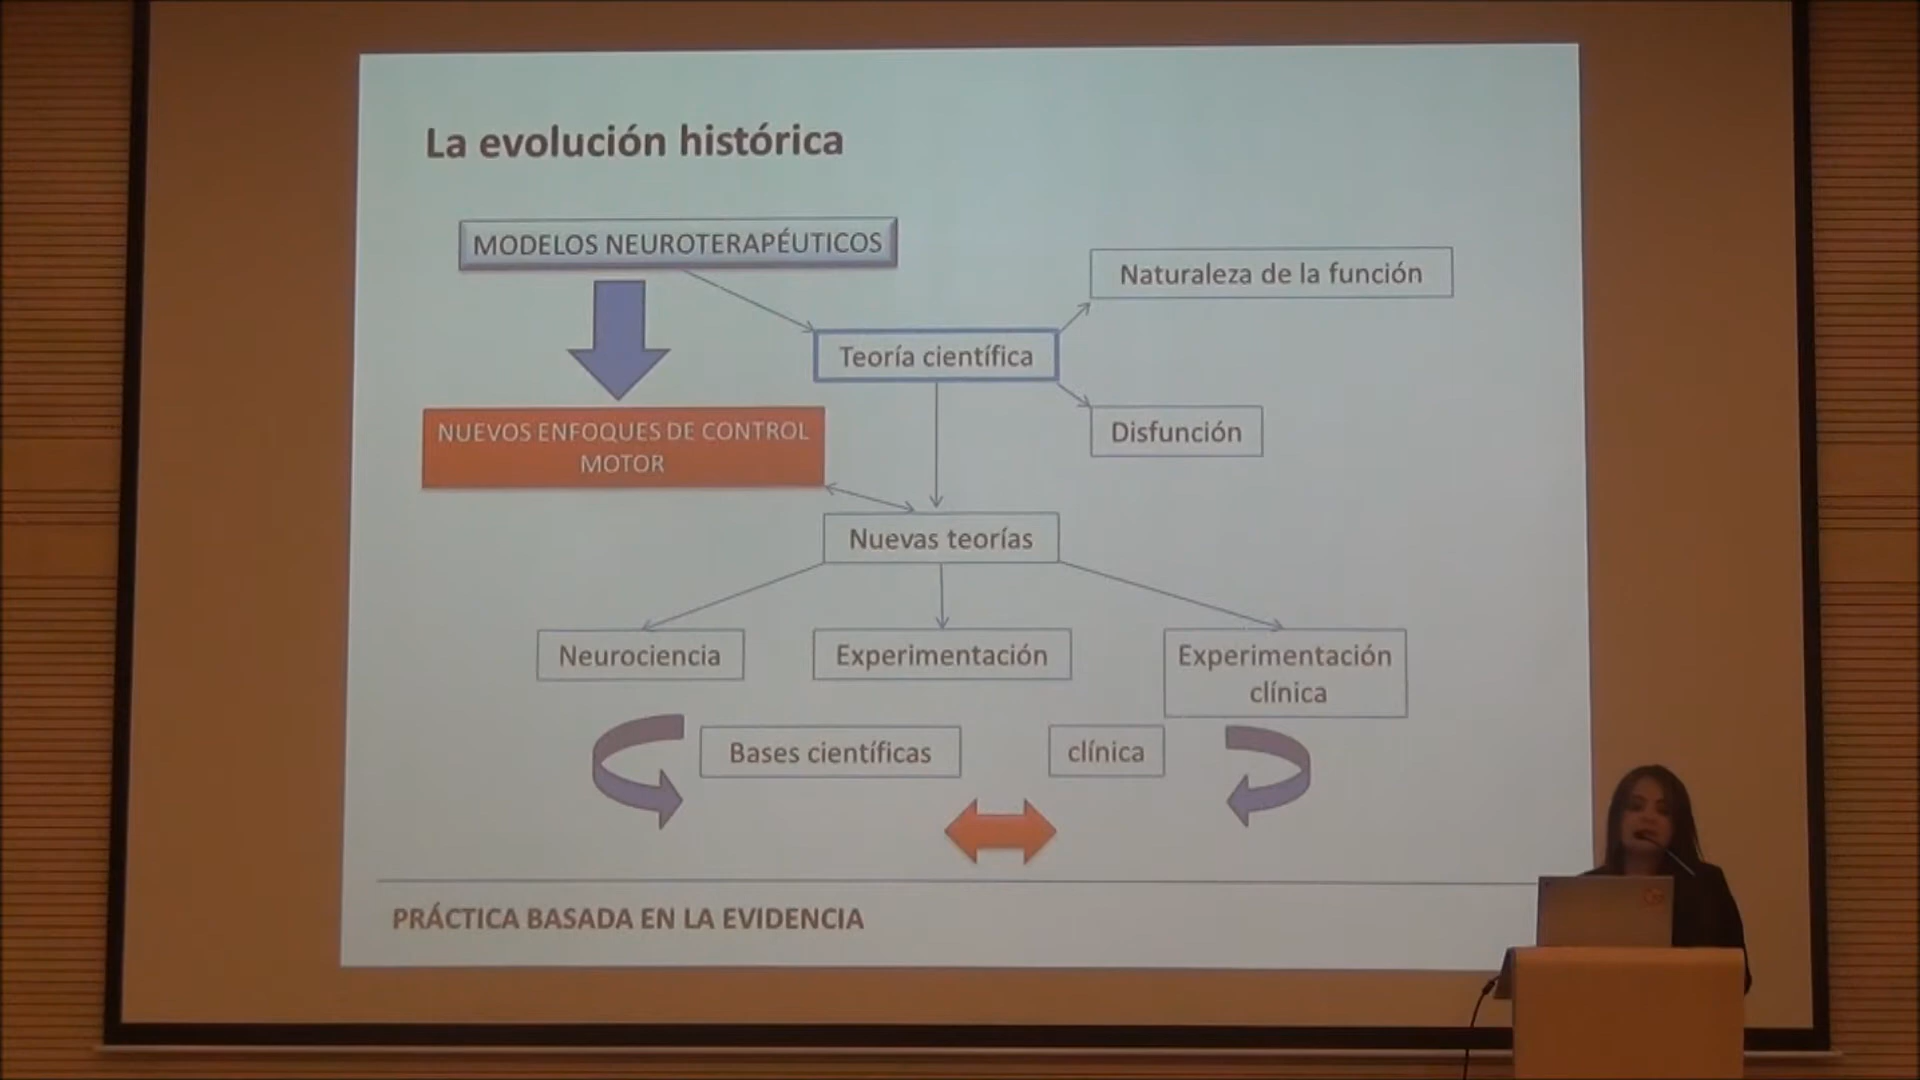 La evolución histórica
MODELOS NEUROTERAPÉUTICOS
Naturaleza de la función
Teoría científica
NUEVOS ENFOQUES DE CONTROL
MOTOR
Disfunción
Nuevas teorías
Neurociencia
Experimentación
Experimentación
clínica
Bases científicas
clínica
PRÁCTICA BASADA EN LA EVIDENCIA